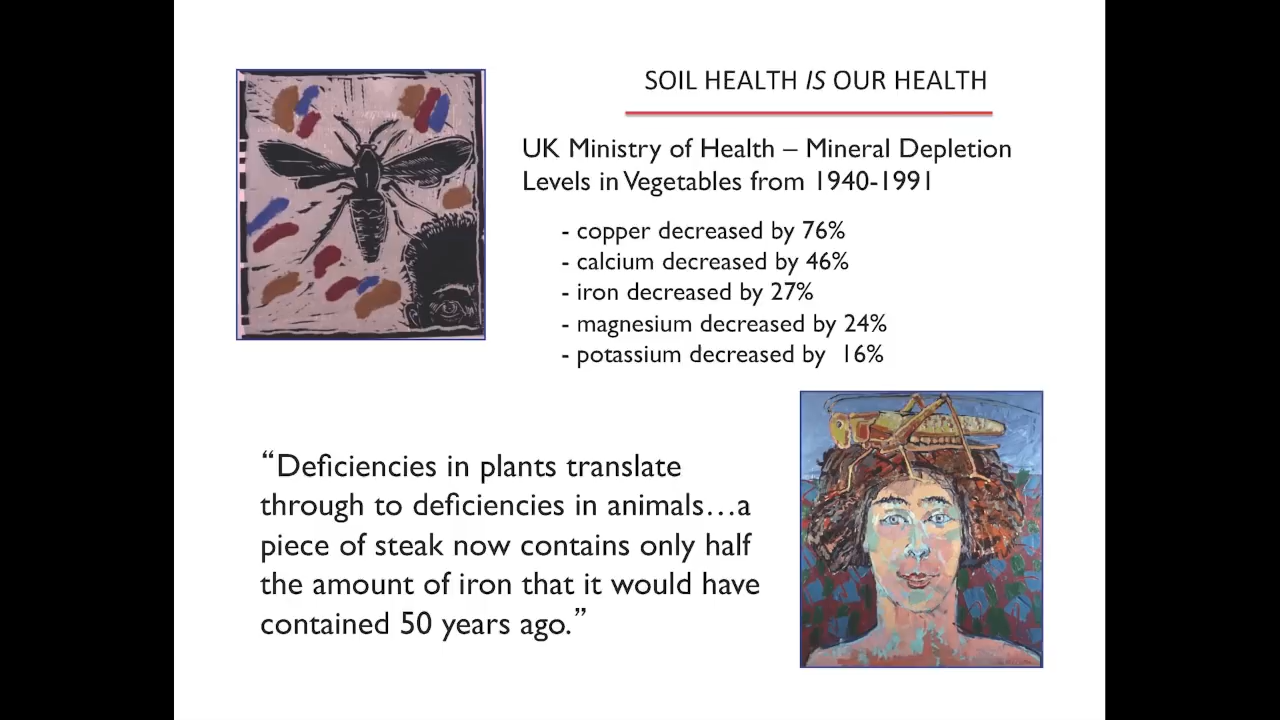 SOIL HEALTH IS OUR HEALTH
UK Ministry of Health – Mineral Depletion
Levels in Vegetables from 1940-1991
- copper decreased by 76%
- calcium decreased by 46%
- iron decreased by 27%
- magnesium decreased by 24%
- potassium decreased by 16%
“Deficiencies in plants translate
through to deficiencies in animals…a
piece of steak now contains only half
the amount of iron that it would have
contained 50 years ago.”